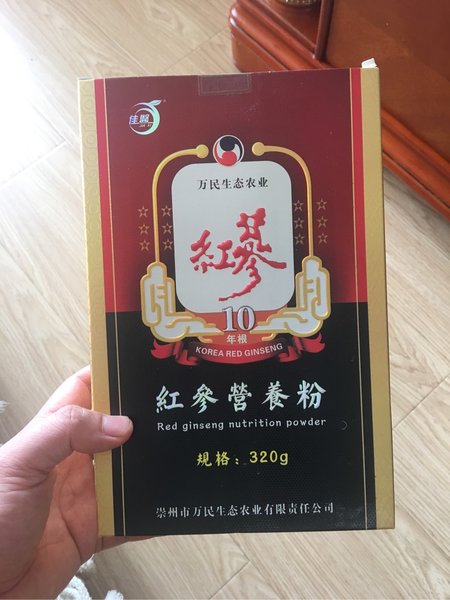 佳醫
万民生态农业
紅蔘
10
年根
KOREA RED GINSENG
紅參營養粉
Red ginseng nutrition powder
规格：320g
崇州市万民生态农业有限责任公司